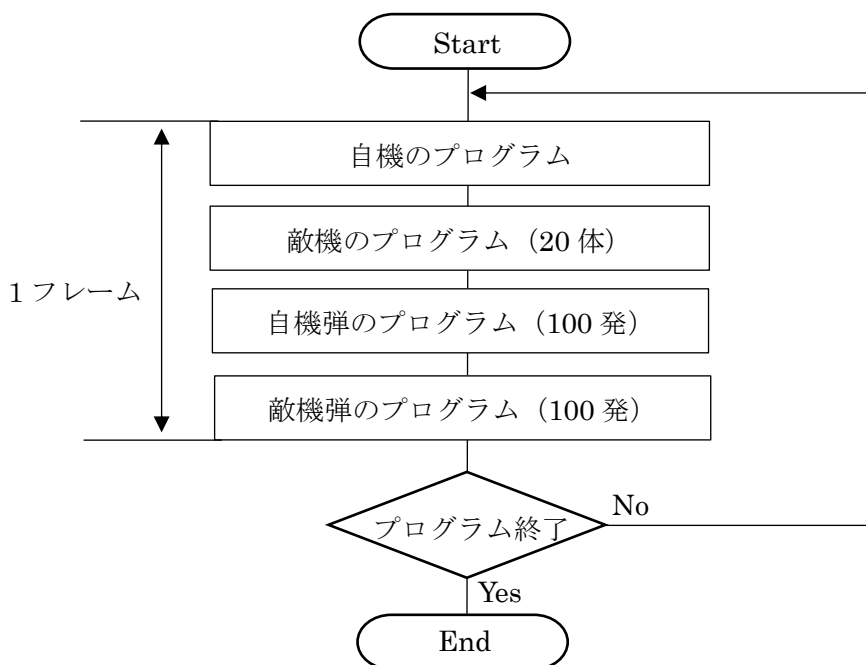 Start
自機のプログラム
敵機のプログラム（20 体）
1 フレーム
自機弾のプログラム（100 発）
敵機弾のプログラム（100 発）
プログラム終了
No
Yes
End